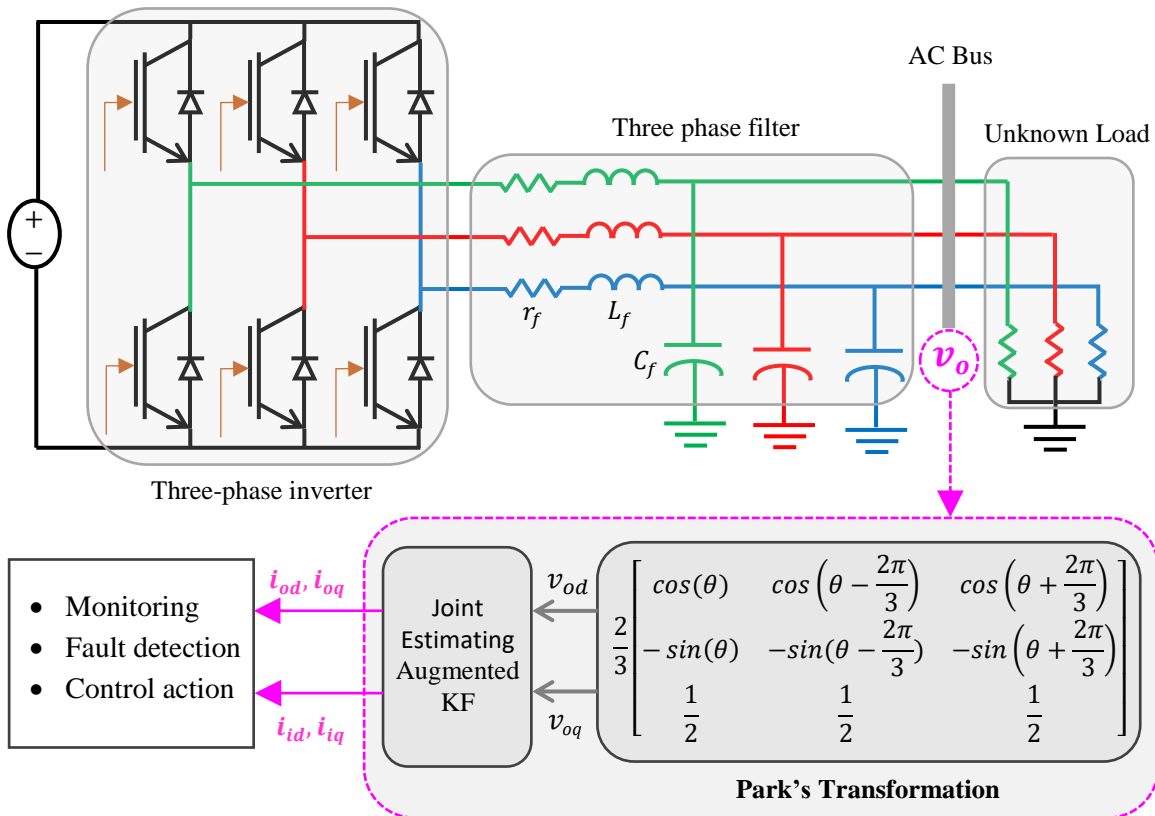 AC Bus
Three phase filter
Unknown Load
+
−
r_f
L_f
C_f
v_o
Three-phase inverter
• Monitoring
• Fault detection
• Control action
i_od, i_oq
i_id, i_iq
Joint
Estimating
Augmented
KF
v_od
v_oq
2/3 [ cos(θ) cos(θ − 2π/3) cos(θ + 2π/3)
−sin(θ) −sin(θ − 2π/3) −sin(θ + 2π/3)
1/2 1/2 1/2 ]
Park's Transformation